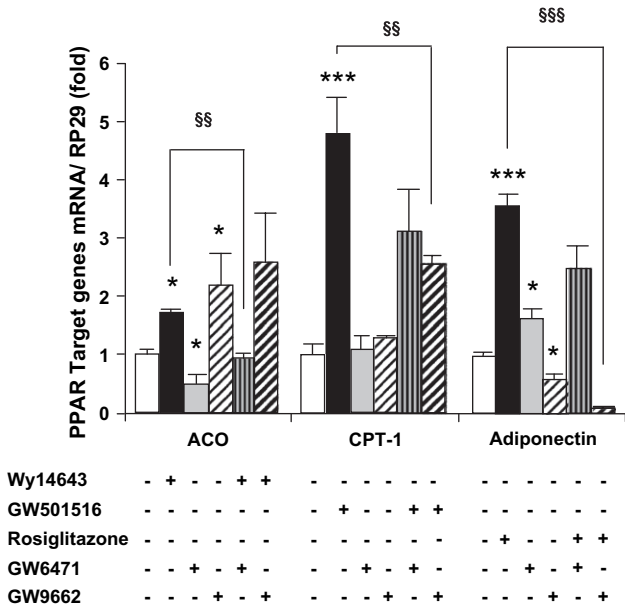 PPAR Target genes mRNA/ RP29 (fold)
6
5
4
3
2
1
0
§§
§§
§§§
*
*
*
***
***
*
*
ACO CPT-1 Adiponectin
Wy14643 - + - - + + - - - - - - - - - - - -
GW501516 - - - - - - - + - - + + - - - - - -
Rosiglitazone - - - - - - - - - - - - - + - - + +
GW6471 - - + - + - - - + - + - - - + - + -
GW9662 - - - + - + - - - + - + - - - + - +